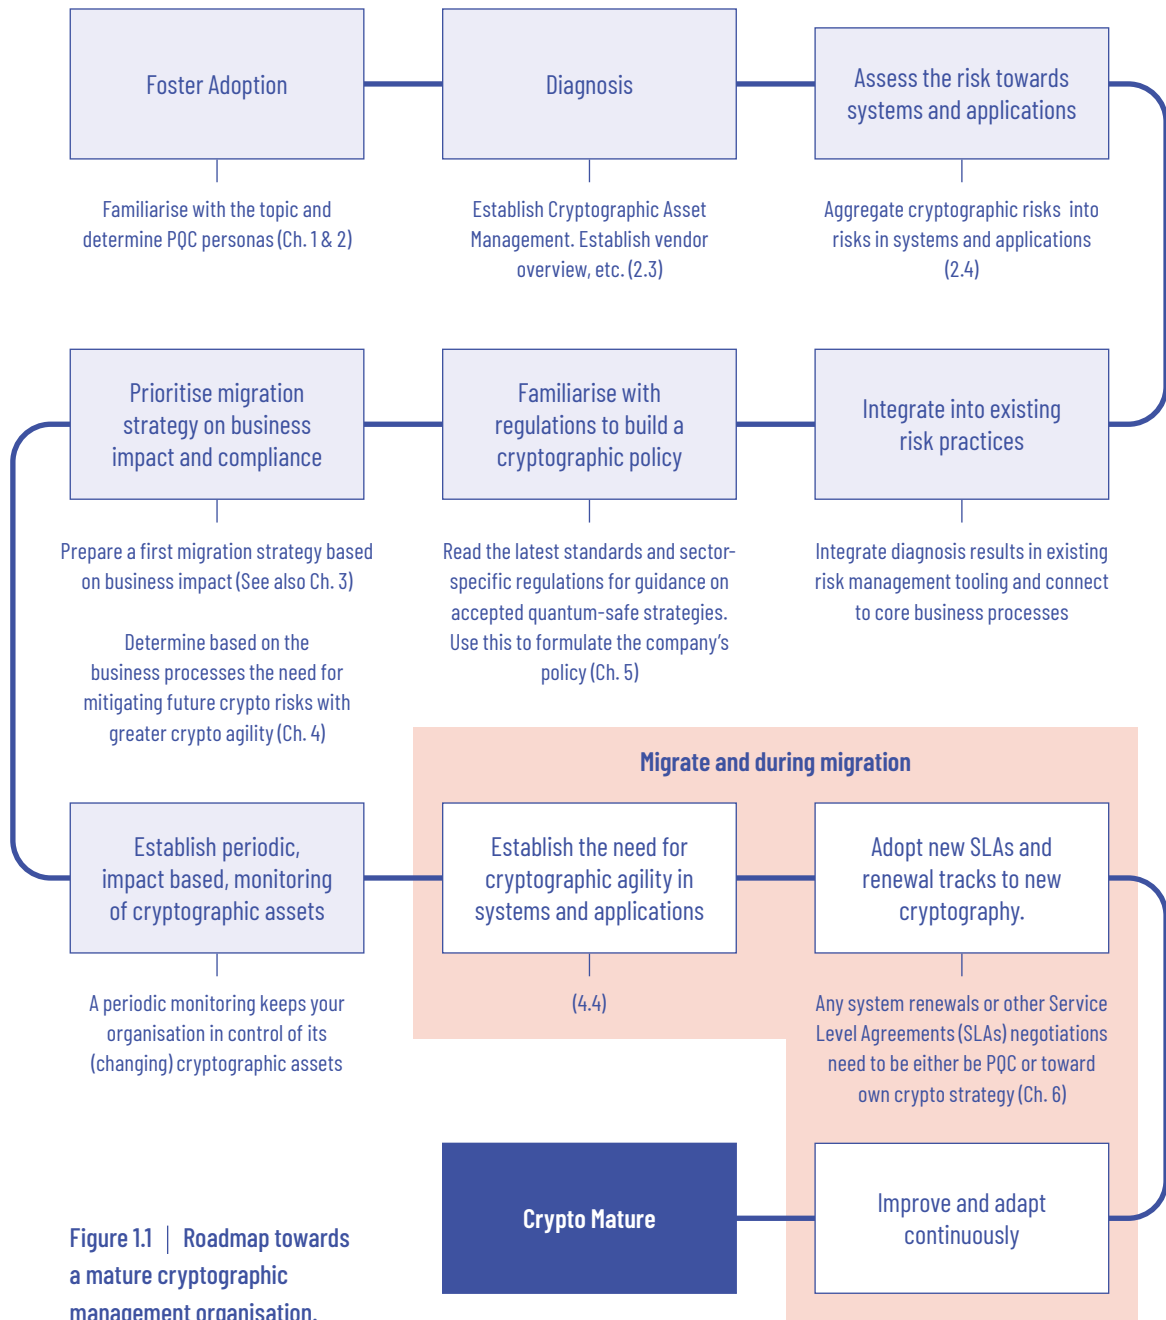 Foster Adoption
Familiarise with the topic and
determine PQC personas (Ch. 1 & 2)
Diagnosis
Establish Cryptographic Asset
Management. Establish vendor
overview, etc. (2.3)
Assess the risk towards
systems and applications
Aggregate cryptographic risks into
risks in systems and applications
(2.4)
Integrate into existing
risk practices
Integrate diagnosis results in existing
risk management tooling and connect
to core business processes
Familiarise with
regulations to build a
cryptographic policy
Read the latest standards and sector-
specific regulations for guidance on
accepted quantum-safe strategies.
Use this to formulate the company's
policy (Ch. 5)
Prioritise migration
strategy on business
impact and compliance
Prepare a first migration strategy based
on business impact (See also Ch. 3)
Determine based on the
business processes the need for
mitigating future crypto risks with
greater crypto agility (Ch. 4)
Establish periodic,
impact based, monitoring
of cryptographic assets
A periodic monitoring keeps your
organisation in control of its
(changing) cryptographic assets
Migrate and during migration
Establish the need for
cryptographic agility in
systems and applications
(4.4)
Adopt new SLAs and
renewal tracks to new
cryptography.
Any system renewals or other Service
Level Agreements (SLAs) negotiations
need to be either be PQC or toward
own crypto strategy (Ch. 6)
Improve and adapt
continuously
Crypto Mature
Figure 1.1 | Roadmap towards
a mature cryptographic
management organisation.